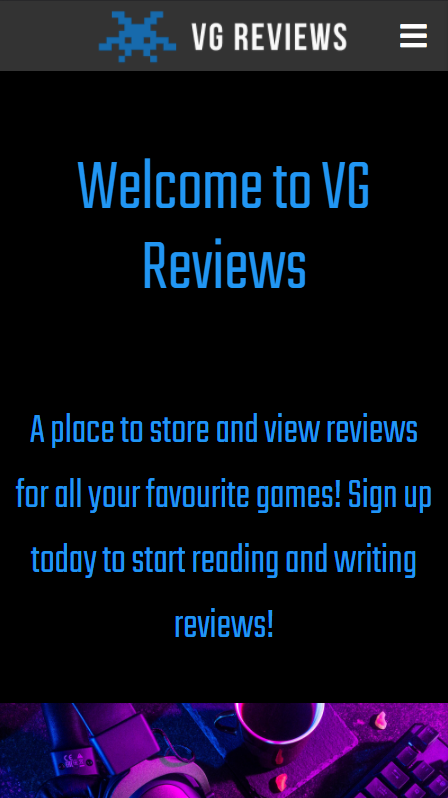 VG REVIEWS
Welcome to VG
Reviews
A place to store and view reviews
for all your favourite games! Sign up
today to start reading and writing
reviews!